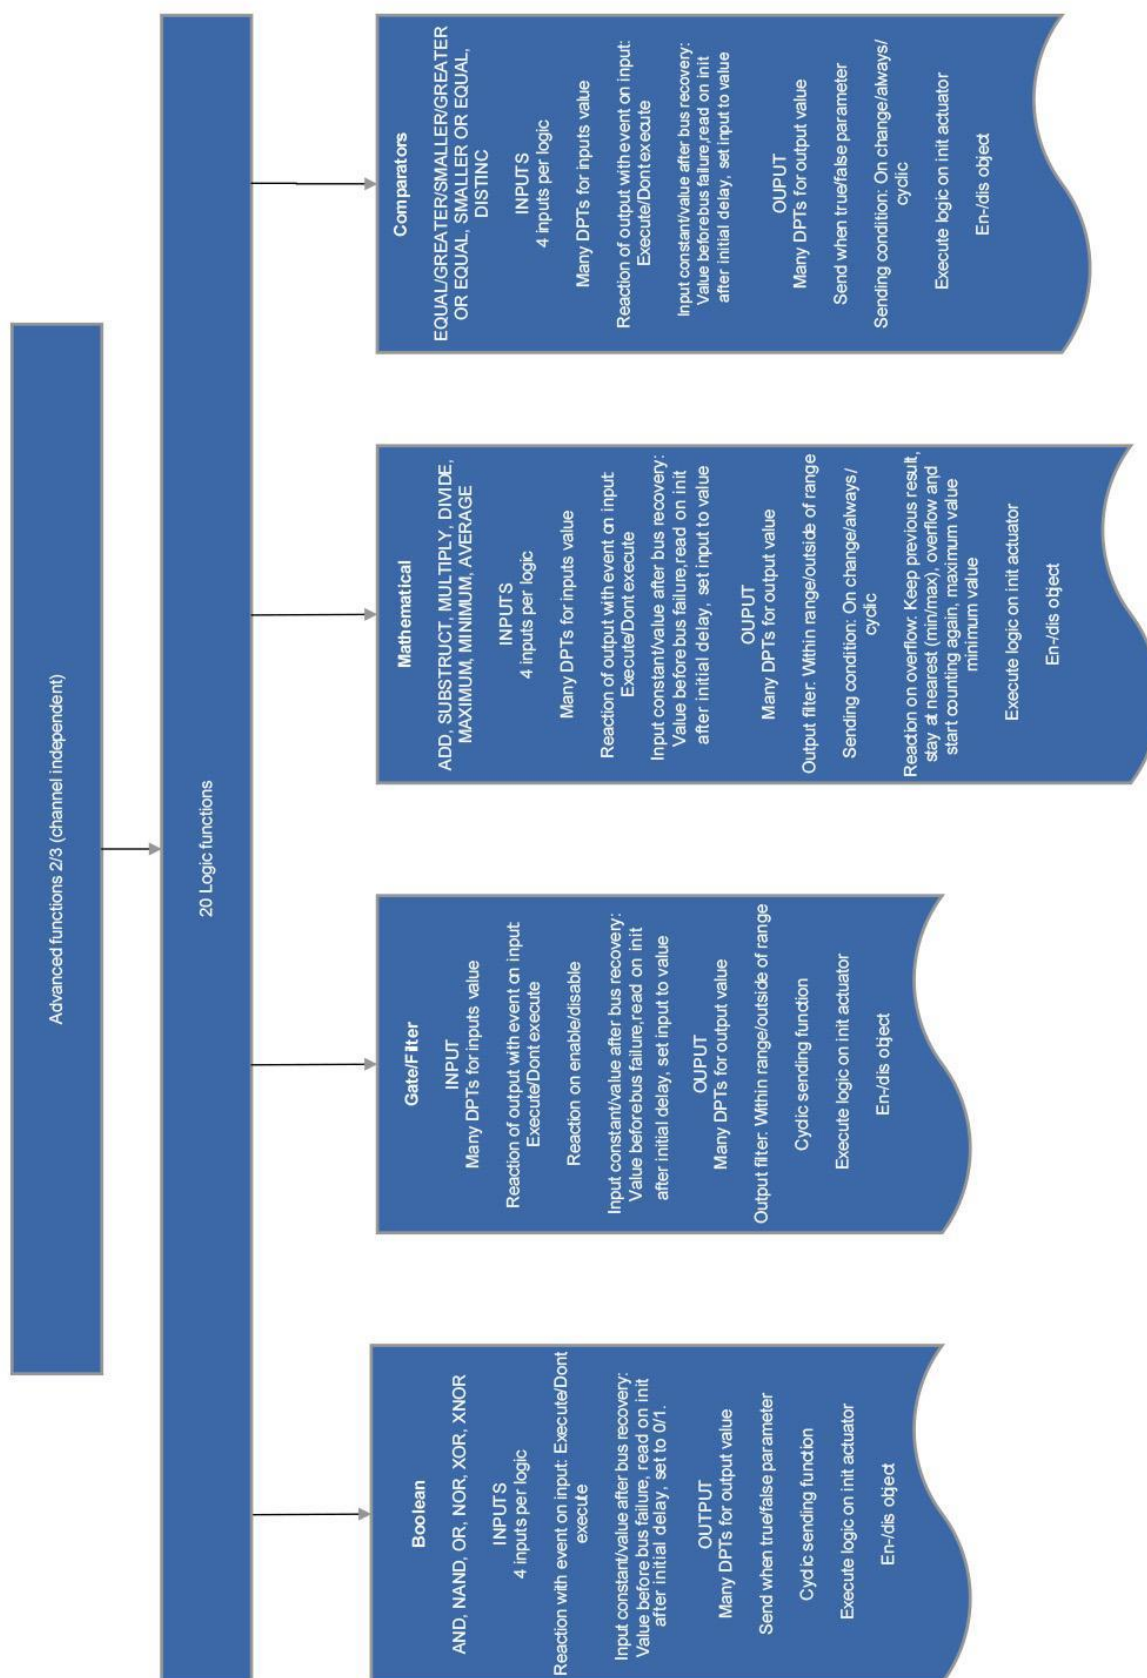 Advanced functions 2/3 (channel independent)
20 Logic functions
Boolean
AND, NAND, OR, NOR, XOR, XNOR
INPUTS
4 inputs per logic
Reaction with event on input: Execute/Dont
execute
Input constant/value after bus recovery:
Value before bus failure, read on init
after initial delay, set to 0/1.
OUTPUT
Many DPTs for output value
Send when true/false parameter
Cyclic sending function
Execute logic on init actuator
En-/dis object
Gate/Filter
INPUT
Many DPTs for inputs value
Reaction of output with event on input:
Execute/Dont execute
Reaction on enable/disable
Input constant/value after bus recovery:
Value before bus failure,read on init
after initial delay, set input to value
OUPUT
Many DPTs for output value
Output filter: Within range/outside of range
Cyclic sending function
Execute logic on init actuator
En-/dis object
Mathematical
ADD, SUBSTRUCT, MULTIPLY, DIVIDE,
MAXIMUM, MINIMUM, AVERAGE
INPUTS
4 inputs per logic
Many DPTs for inputs value
Reaction of output with event on input:
Execute/Dont execute
Input constant/value after bus recovery:
Value before bus failure,read on init
after initial delay, set input to value
OUPUT
Many DPTs for output value
Output filter: Within range/outside of range
Sending condition: On change/always/
cyclic
Reaction on overflow: Keep previous result,
stay at nearest (min/max), overflow and
start counting again, maximum value
minimum value
Execute logic on init actuator
En-/dis object
Comparators
EQUAL/GREATER/SMALLER/GREATER
OR EQUAL, SMALLER OR EQUAL,
DISTINC
INPUTS
4 inputs per logic
Many DPTs for inputs value
Reaction of output with event on input:
Execute/Dont execute
Input constant/value after bus recovery:
Value before bus failure,read on init
after initial delay, set input to value
OUPUT
Many DPTs for output value
Send when true/false parameter
Sending condition: On change/always/
cyclic
Execute logic on init actuator
En-/dis object